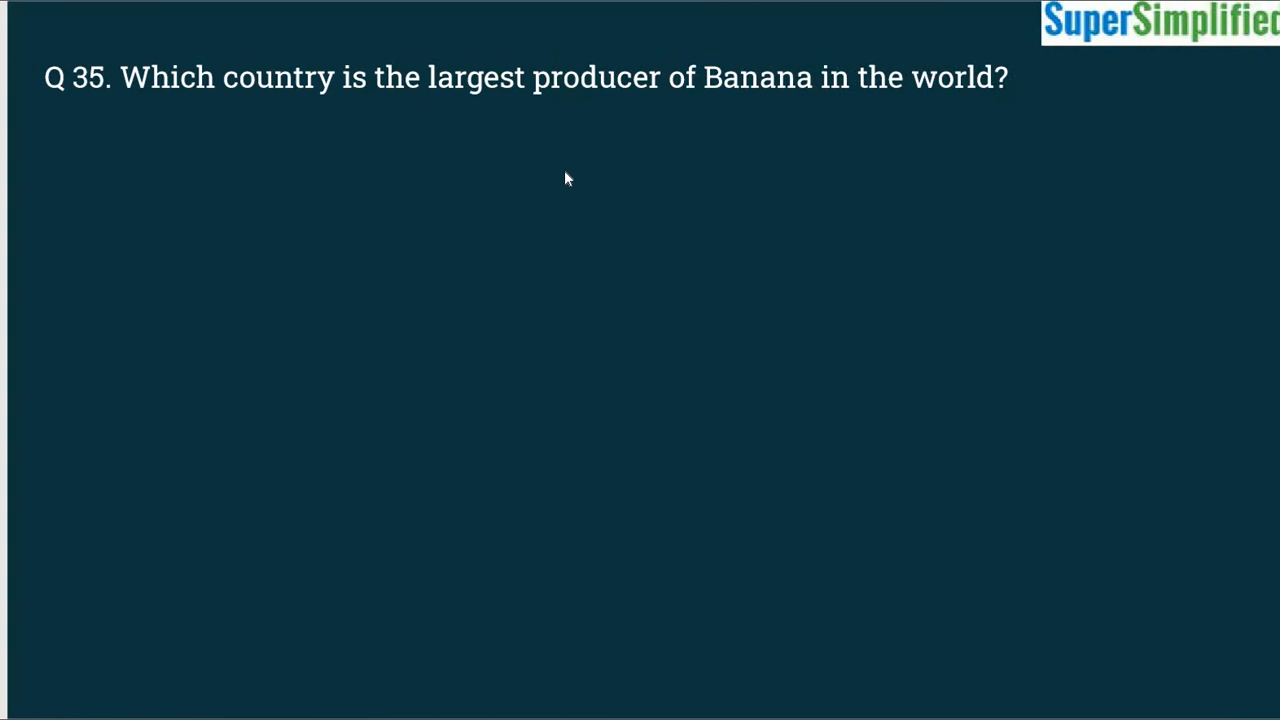 SuperSimplified
Q 35. Which country is the largest producer of Banana in the world?